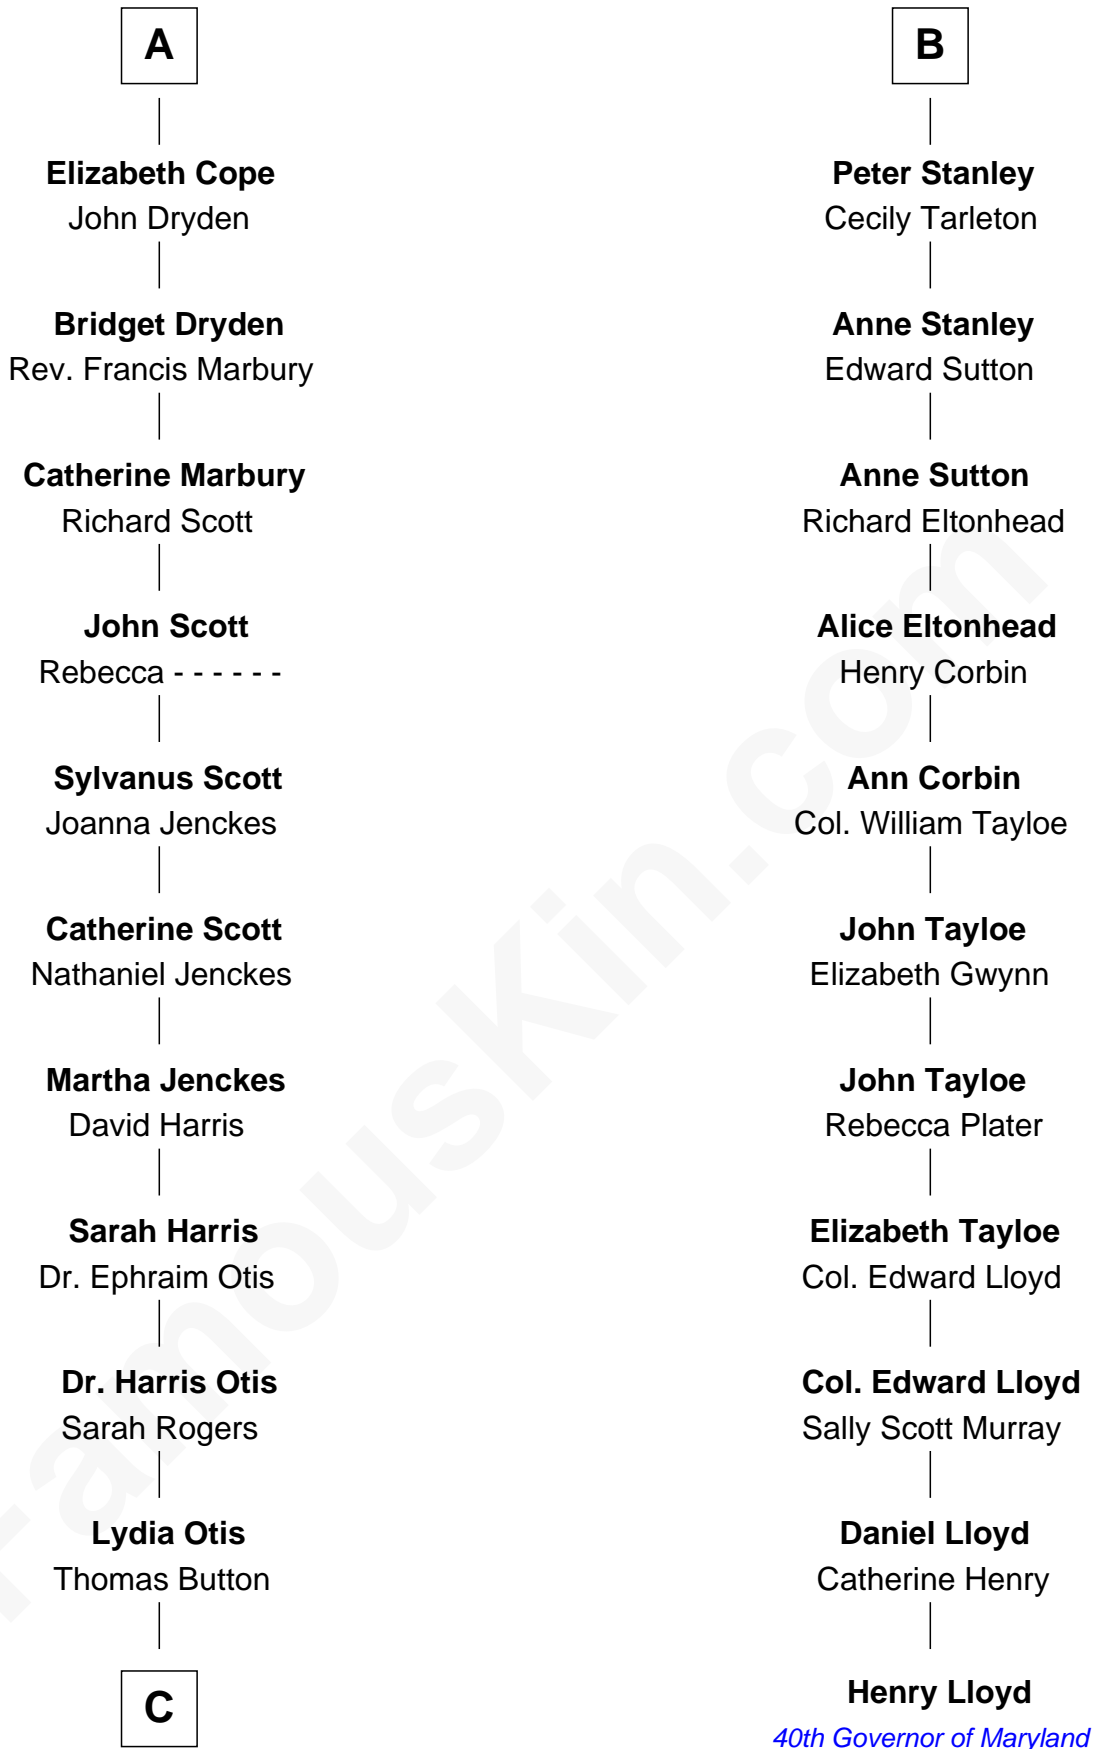 A
Elizabeth Cope
John Dryden
Bridget Dryden
Rev. Francis Marbury
Catherine Marbury
Richard Scott
John Scott
Rebecca - - - - - -
Sylvanus Scott
Joanna Jenckes
Catherine Scott
Nathaniel Jenckes
Martha Jenckes
David Harris
Sarah Harris
Dr. Ephraim Otis
Dr. Harris Otis
Sarah Rogers
Lydia Otis
Thomas Button
C
B
Peter Stanley
Cecily Tarleton
Anne Stanley
Edward Sutton
Anne Sutton
Richard Eltonhead
Alice Eltonhead
Henry Corbin
Ann Corbin
Col. William Tayloe
John Tayloe
Elizabeth Gwynn
John Tayloe
Rebecca Plater
Elizabeth Tayloe
Col. Edward Lloyd
Col. Edward Lloyd
Sally Scott Murray
Daniel Lloyd
Catherine Henry
Henry Lloyd
40th Governor of Maryland
FamousKin.com